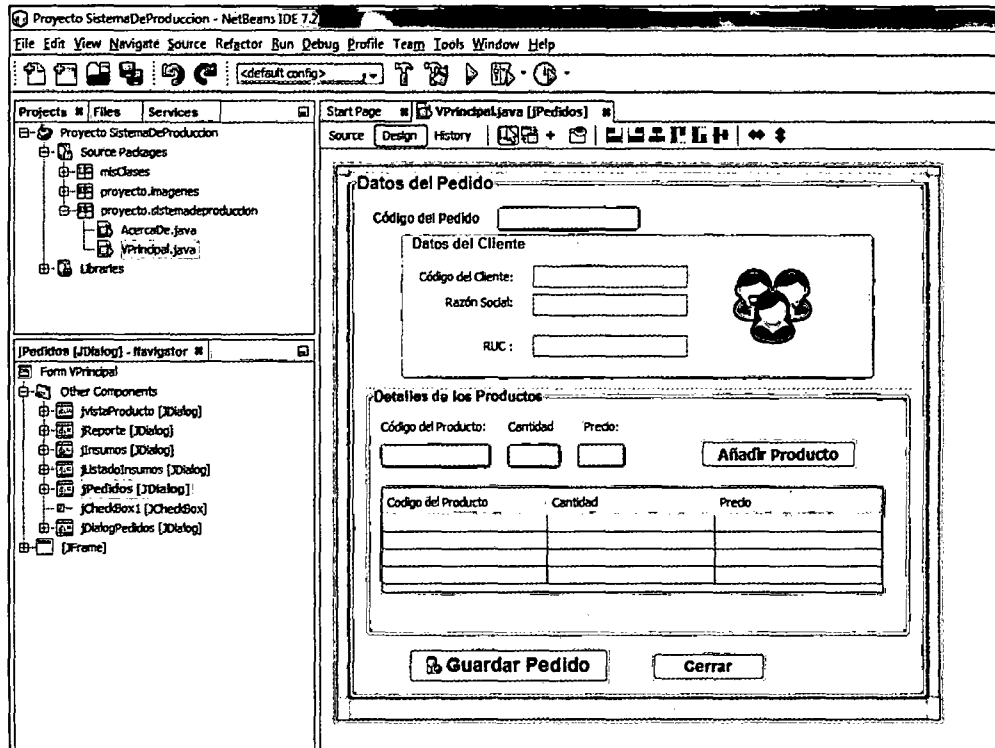 Proyecto SistemaDeProduccion - NetBeans IDE 7.2
File Edit View Navigate Source Refactor Run Debug Profile Team Tools Window Help
<default config>
Projects Files Services
Proyecto SistemaDeProduccion
Source Packages
misClases
proyecto.imagenes
proyecto.sistemadeproduccion
AcercaDe.java
VPrincipal.java
Libraries
jPedidos [JDialog] - Navigator
Form VPrincipal
Other Components
jvistaProducto [JDialog]
jReporte [JDialog]
jInsumos [JDialog]
jListadoInsumos [JDialog]
jPedidos [JDialog]
jCheckBox1 [JCheckBox]
jDialogPedidos [JDialog]
[JFrame]
Start Page VPrincipal.java [jPedidos]
Source Design History
Datos del Pedido
Código del Pedido
Datos del Cliente
Código del Cliente:
Razón Social:
RUC :
Detalles de los Productos
Código del Producto: Cantidad Precio:
Añadir Producto
Codigo del Producto Cantidad Precio
Guardar Pedido Cerrar